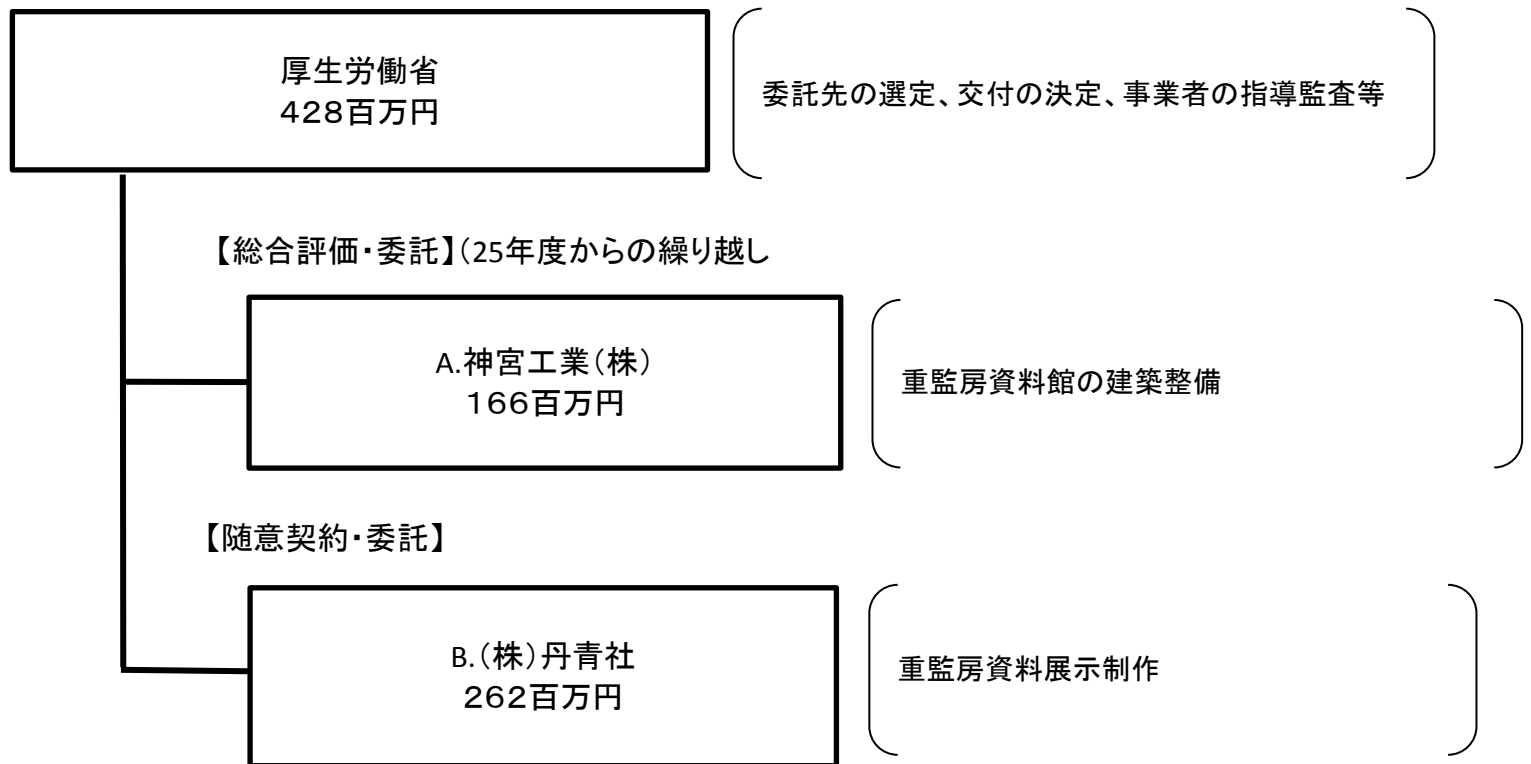 厚生労働省
428百万円
委託先の選定、交付の決定、事業者の指導監査等
【総合評価・委託】(25年度からの繰り越し
A.神宮工業(株)
166百万円
重監房資料館の建築整備
【随意契約・委託】
B.(株)丹青社
262百万円
重監房資料展示制作